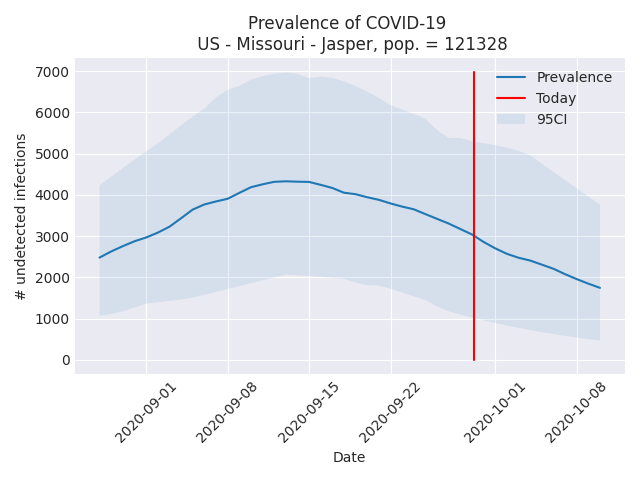 Prevalence of COVID-19
US - Missouri - Jasper, pop. = 121328
Prevalence
Today
95CI
# undetected infections
7000
6000
5000
4000
3000
2000
1000
0
2020-09-01
2020-09-08
2020-09-15
2020-09-22
2020-10-01
2020-10-08
Date